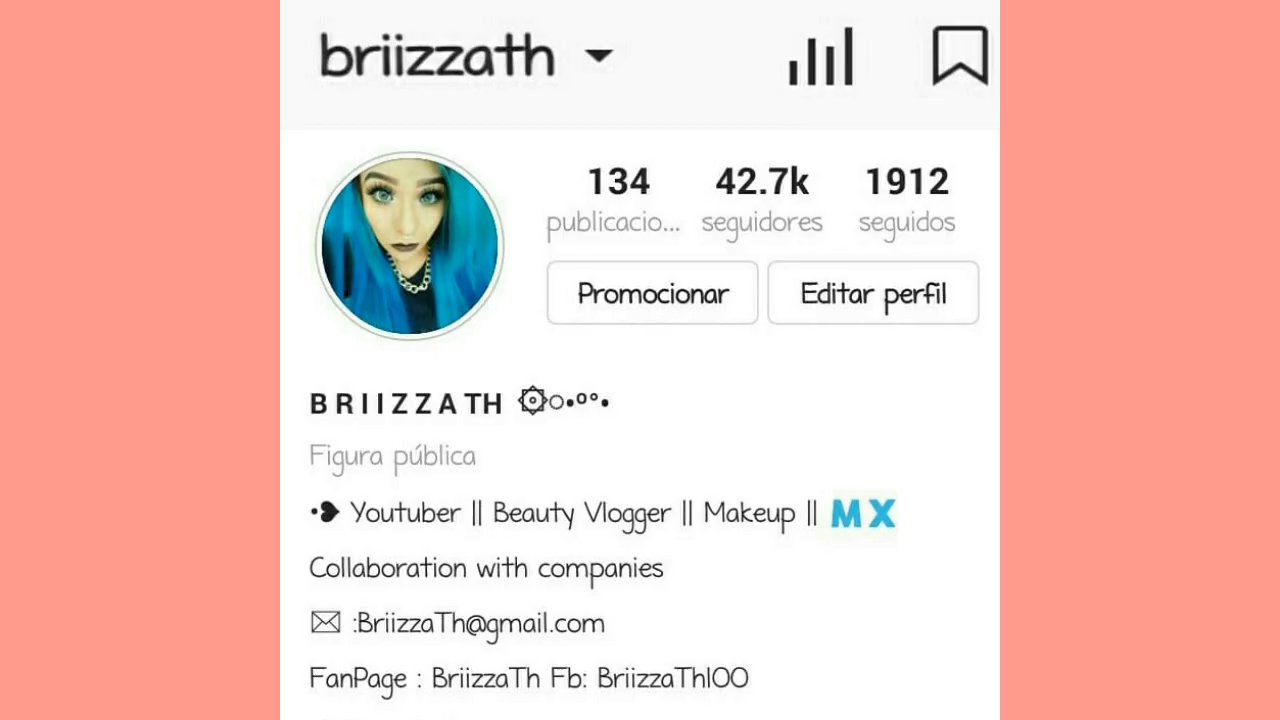 briizzath
134 42.7k 1912
publicacio... seguidores seguidos
Promocionar Editar perfil
B R I I Z Z A TH ۞○•°°•
Figura pública
•❥ Youtuber || Beauty Vlogger || Makeup || MX
Collaboration with companies
✉ :BriizzaTh@gmail.com
FanPage : BriizzaTh Fb: BriizzaTh100